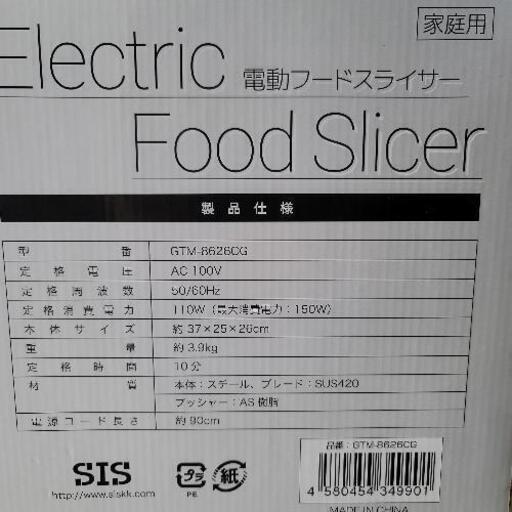 家庭用
Electric 電動フードスライサー
Food Slicer
製品仕様
型番 GTM-8626CG
定格電圧 AC 100V
定格周波数 50/60Hz
定格消費電力 110W（最大消費電力：150W）
本体サイズ 約 37×25×26cm
重量 約 3.9kg
定格時間 10 分
材質 本体：スチール、ブレード：SUS420
プッシャー：AS 樹脂
電源コード長さ 約 90cm
品番：GTM-8626CG
SIS
http://www.siskk.com
プラ
PE
紙
4 580454 349901
MADE IN CHINA